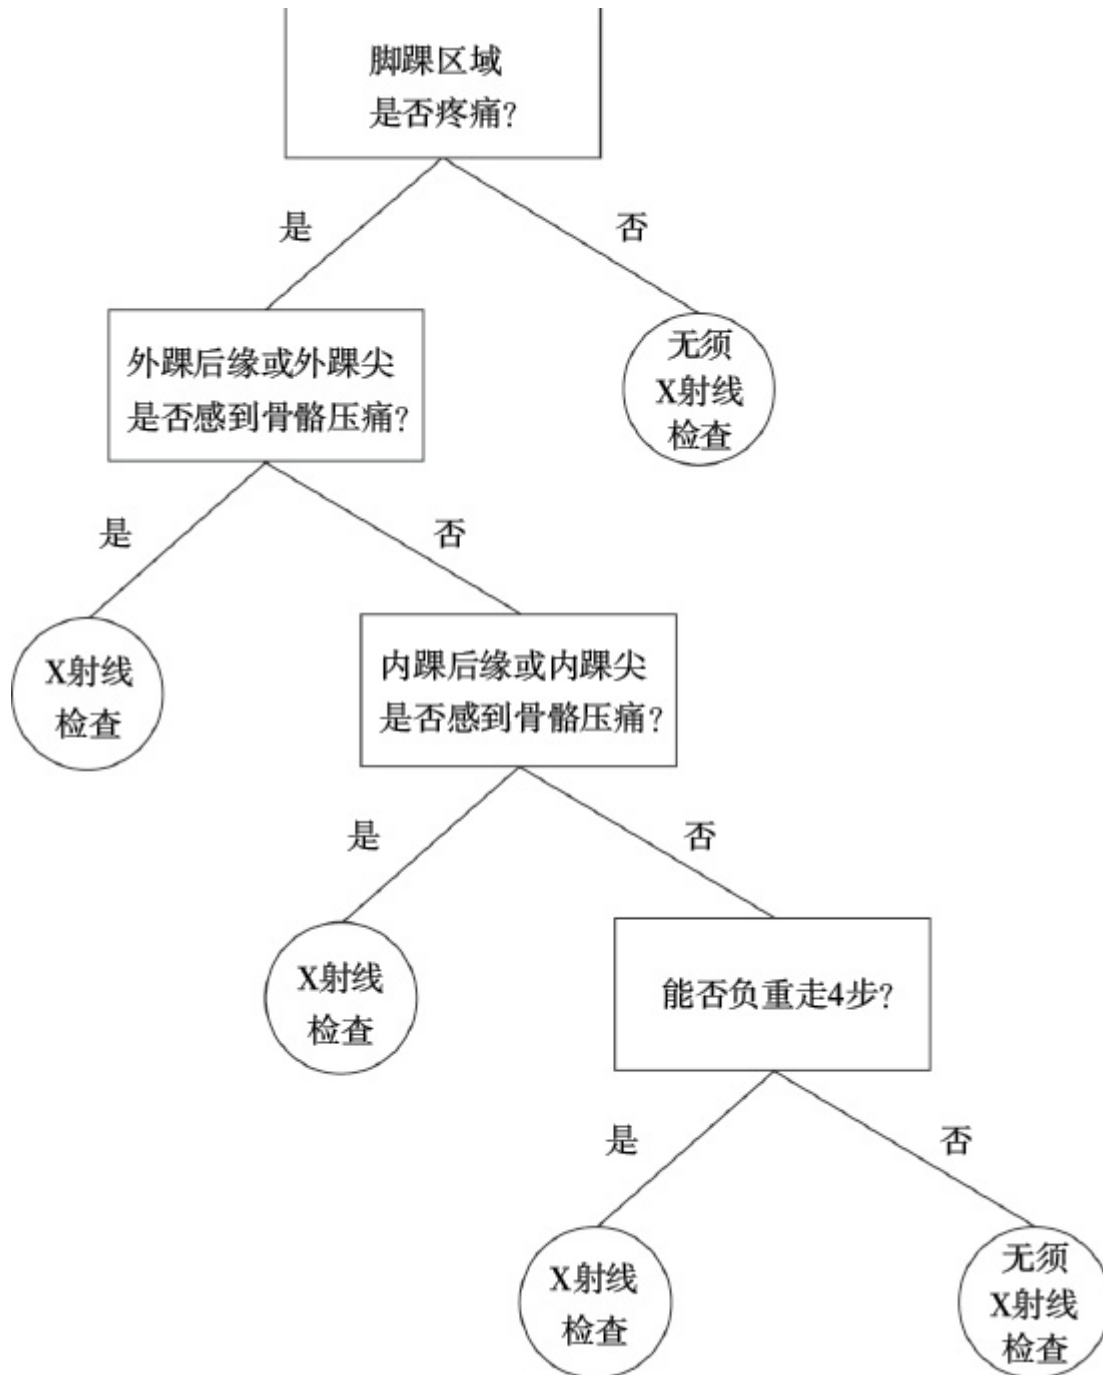 脚踝区域
是否疼痛?
是
否
外踝后缘或外踝尖
是否感到骨骼压痛?
无须
X射线
检查
是
否
X射线
检查
内踝后缘或内踝尖
是否感到骨骼压痛?
是
否
X射线
检查
能否负重走4步?
是
否
X射线
检查
无须
X射线
检查